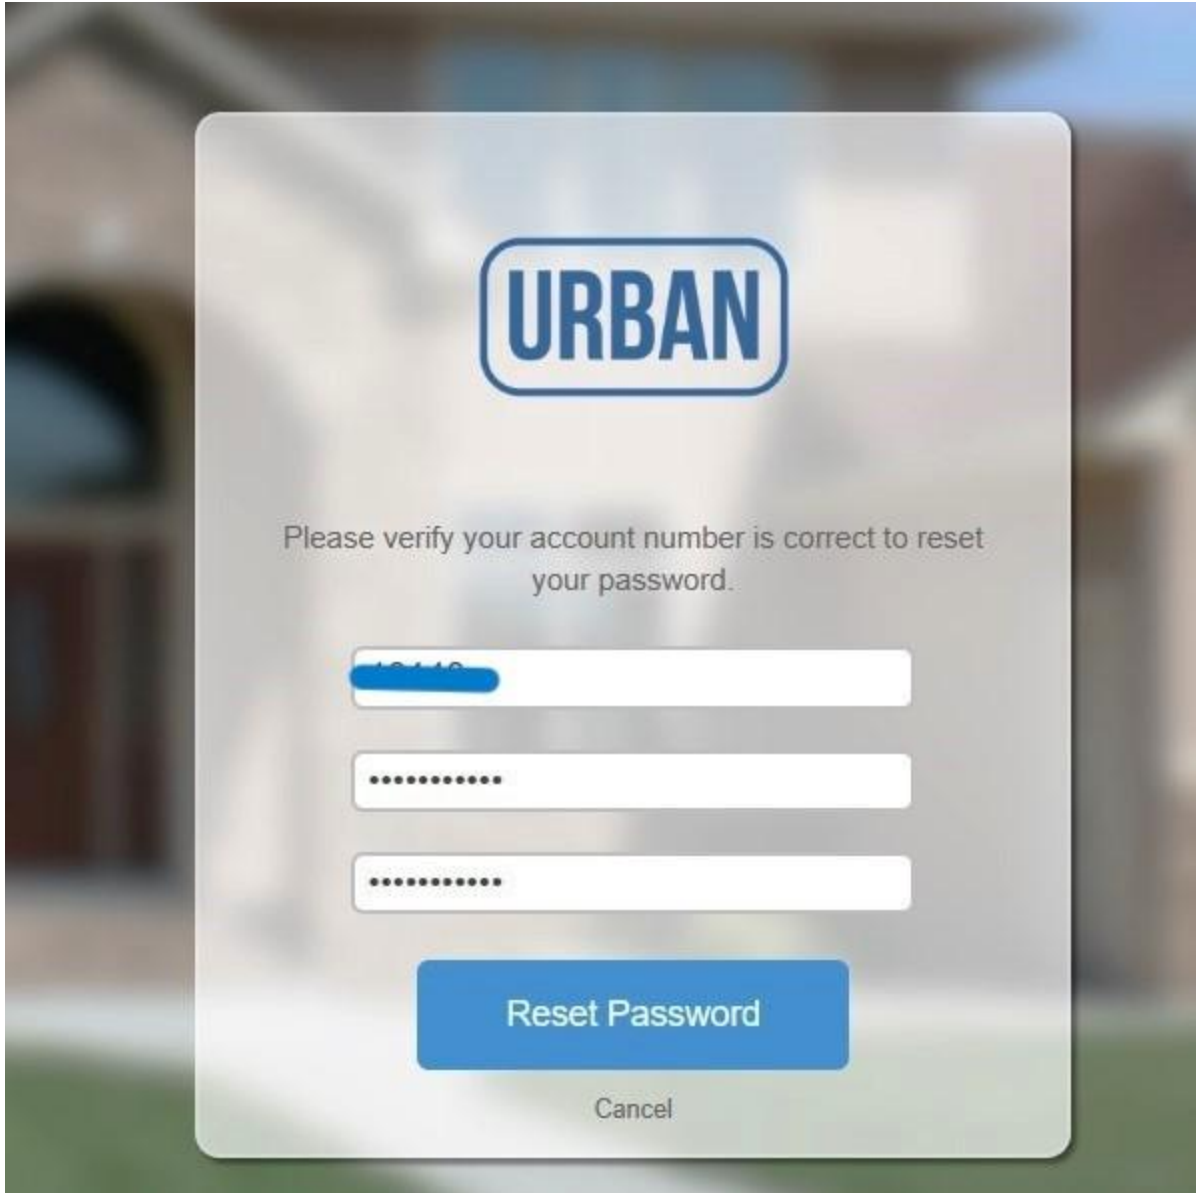 URBAN
Please verify your account number is correct to reset
your password.
•••••••••••
•••••••••••
Reset Password
Cancel